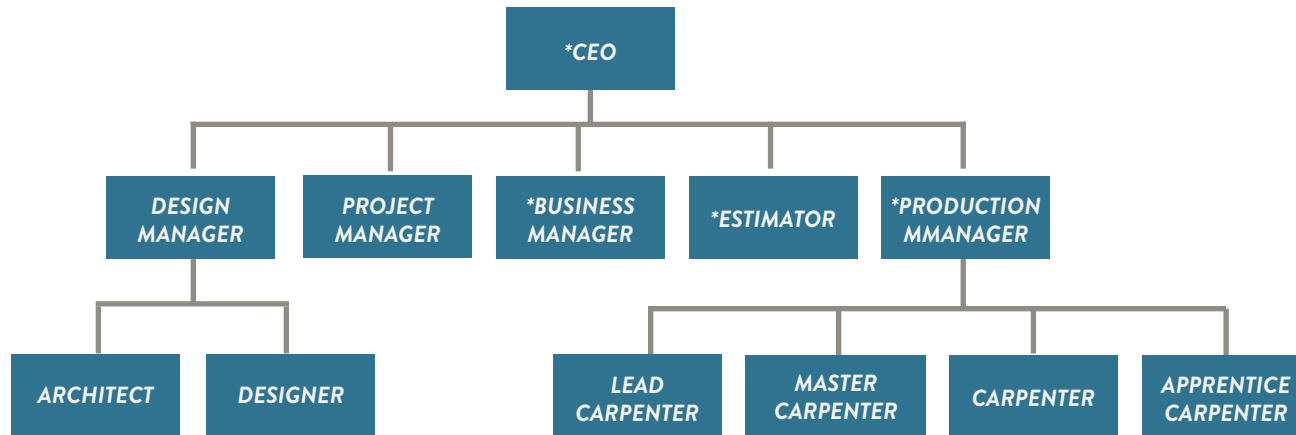 *CEO
DESIGN
MANAGER
PROJECT
MANAGER
*BUSINESS
MANAGER
*ESTIMATOR
*PRODUCTION
MMANAGER
ARCHITECT
DESIGNER
LEAD
CARPENTER
MASTER
CARPENTER
CARPENTER
APPRENTICE
CARPENTER